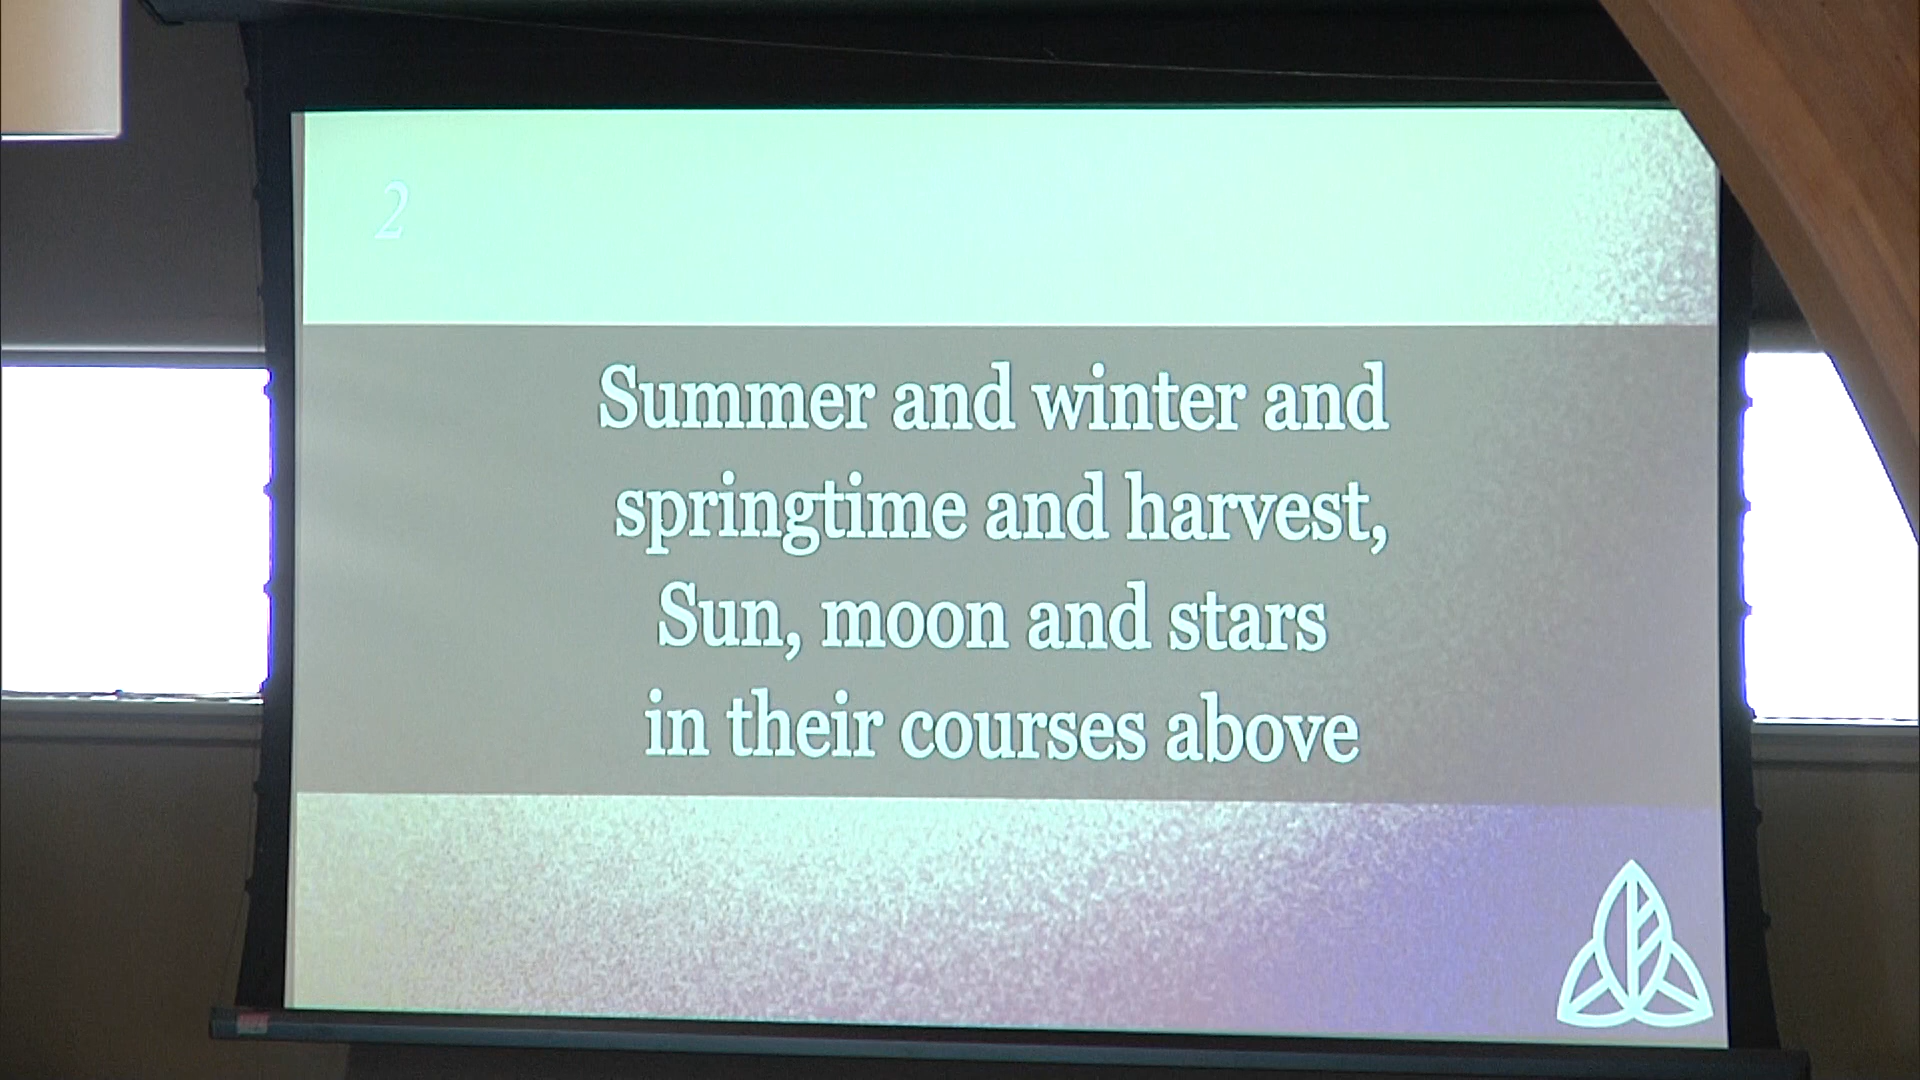 2
Summer and winter and
springtime and harvest,
Sun, moon and stars
in their courses above